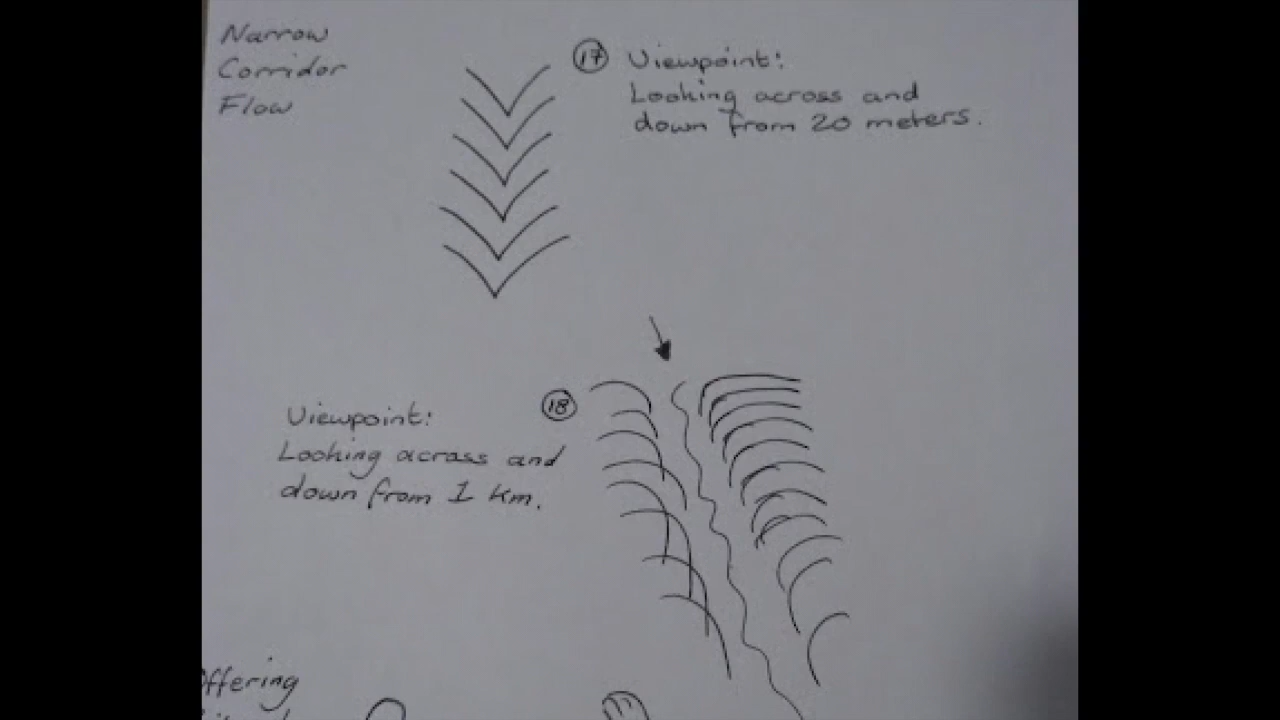 Narrow
Corridor
Flow
17 Viewpoint:
Looking across and
down from 20 meters.
18
Viewpoint:
Looking across and
down from 1 km.
Offering